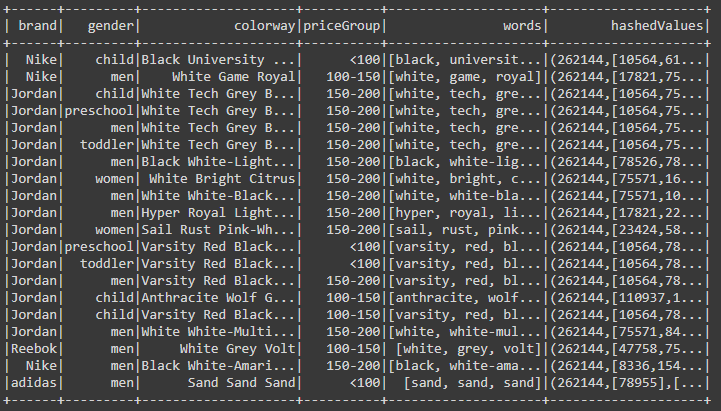 +------+---------+--------------------+----------+--------------------+--------------------+
| brand|   gender|            colorway|priceGroup|               words|        hashedValues|
+------+---------+--------------------+----------+--------------------+--------------------+
|  Nike|    child|Black University ...|      <100|[black, universit...|(262144,[10564,61...|
|  Nike|      men|    White Game Royal|   100-150|[white, game, royal]|(262144,[17821,75...|
|Jordan|    child|White Tech Grey B...|   150-200|[white, tech, gre...|(262144,[10564,75...|
|Jordan|preschool|White Tech Grey B...|   150-200|[white, tech, gre...|(262144,[10564,75...|
|Jordan|      men|White Tech Grey B...|   150-200|[white, tech, gre...|(262144,[10564,75...|
|Jordan|  toddler|White Tech Grey B...|   150-200|[white, tech, gre...|(262144,[10564,75...|
|Jordan|      men|Black White-Light...|   150-200|[black, white-lig...|(262144,[78526,78...|
|Jordan|    women| White Bright Citrus|   150-200|[white, bright, c...|(262144,[75571,16...|
|Jordan|      men|White White-Black...|   150-200|[white, white-bla...|(262144,[75571,10...|
|Jordan|      men|Hyper Royal Light...|   150-200|[hyper, royal, li...|(262144,[17821,22...|
|Jordan|    women|Sail Rust Pink-Wh...|   150-200|[sail, rust, pink...|(262144,[23424,58...|
|Jordan|preschool|Varsity Red Black...|      <100|[varsity, red, bl...|(262144,[10564,78...|
|Jordan|  toddler|Varsity Red Black...|      <100|[varsity, red, bl...|(262144,[10564,78...|
|Jordan|      men|Varsity Red Black...|   150-200|[varsity, red, bl...|(262144,[10564,78...|
|Jordan|    child|Anthracite Wolf G...|   100-150|[anthracite, wolf...|(262144,[110937,1...|
|Jordan|    child|Varsity Red Black...|   100-150|[varsity, red, bl...|(262144,[10564,78...|
|Jordan|      men|White White-Multi...|   150-200|[white, white-mul...|(262144,[75571,84...|
|Reebok|      men|     White Grey Volt|   100-150| [white, grey, volt]|(262144,[47758,75...|
|  Nike|      men|Black White-Amari...|   150-200|[black, white-ama...|(262144,[8336,154...|
|adidas|      men|      Sand Sand Sand|      <100|  [sand, sand, sand]|(262144,[78955],[...|
+------+---------+--------------------+----------+--------------------+--------------------+